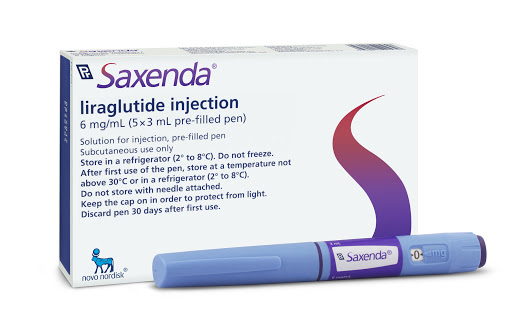 Pr
Saxenda®
liraglutide injection
6 mg/mL (5×3 mL pre-filled pen)
Solution for injection, pre-filled pen
Subcutaneous use only
Store in a refrigerator (2° to 8°C). Do not freeze.
After first use of the pen, store at a temperature not
above 30°C or in a refrigerator (2° to 8°C).
Do not store with needle attached.
Keep the cap on in order to protect from light.
Discard pen 30 days after first use.
novo nordisk®
Saxenda®
0 mg